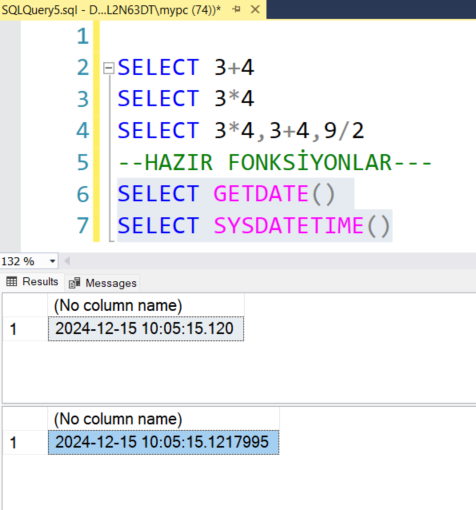 SQLQuery5.sql - D...L2N63DT\mypc (74))*
1
2 SELECT 3+4
3 SELECT 3*4
4 SELECT 3*4,3+4,9/2
5 --HAZIR FONKSİYONLAR---
6 SELECT GETDATE()
7 SELECT SYSDATETIME()
132 %
Results Messages
(No column name)
1 2024-12-15 10:05:15.120
(No column name)
1 2024-12-15 10:05:15.1217995